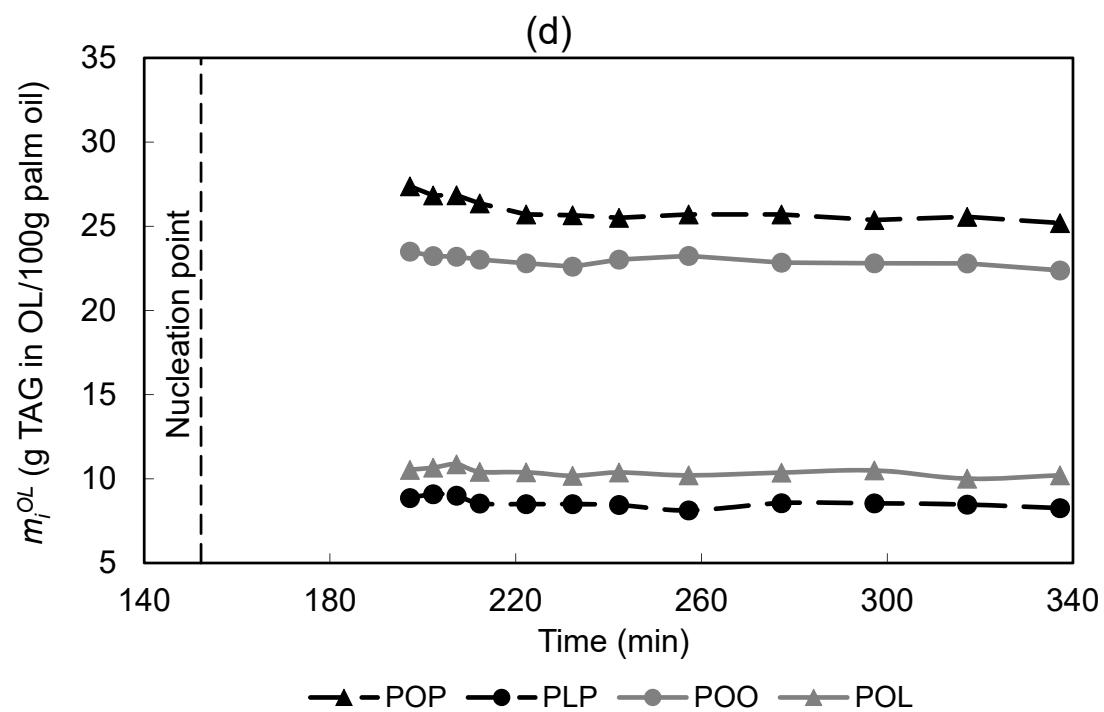 (d)
35
30
25
20
15
10
5
m_i^OL (g TAG in OL/100g palm oil)
Nucleation point
140 180 220 260 300 340
Time (min)
POP PLP POO POL